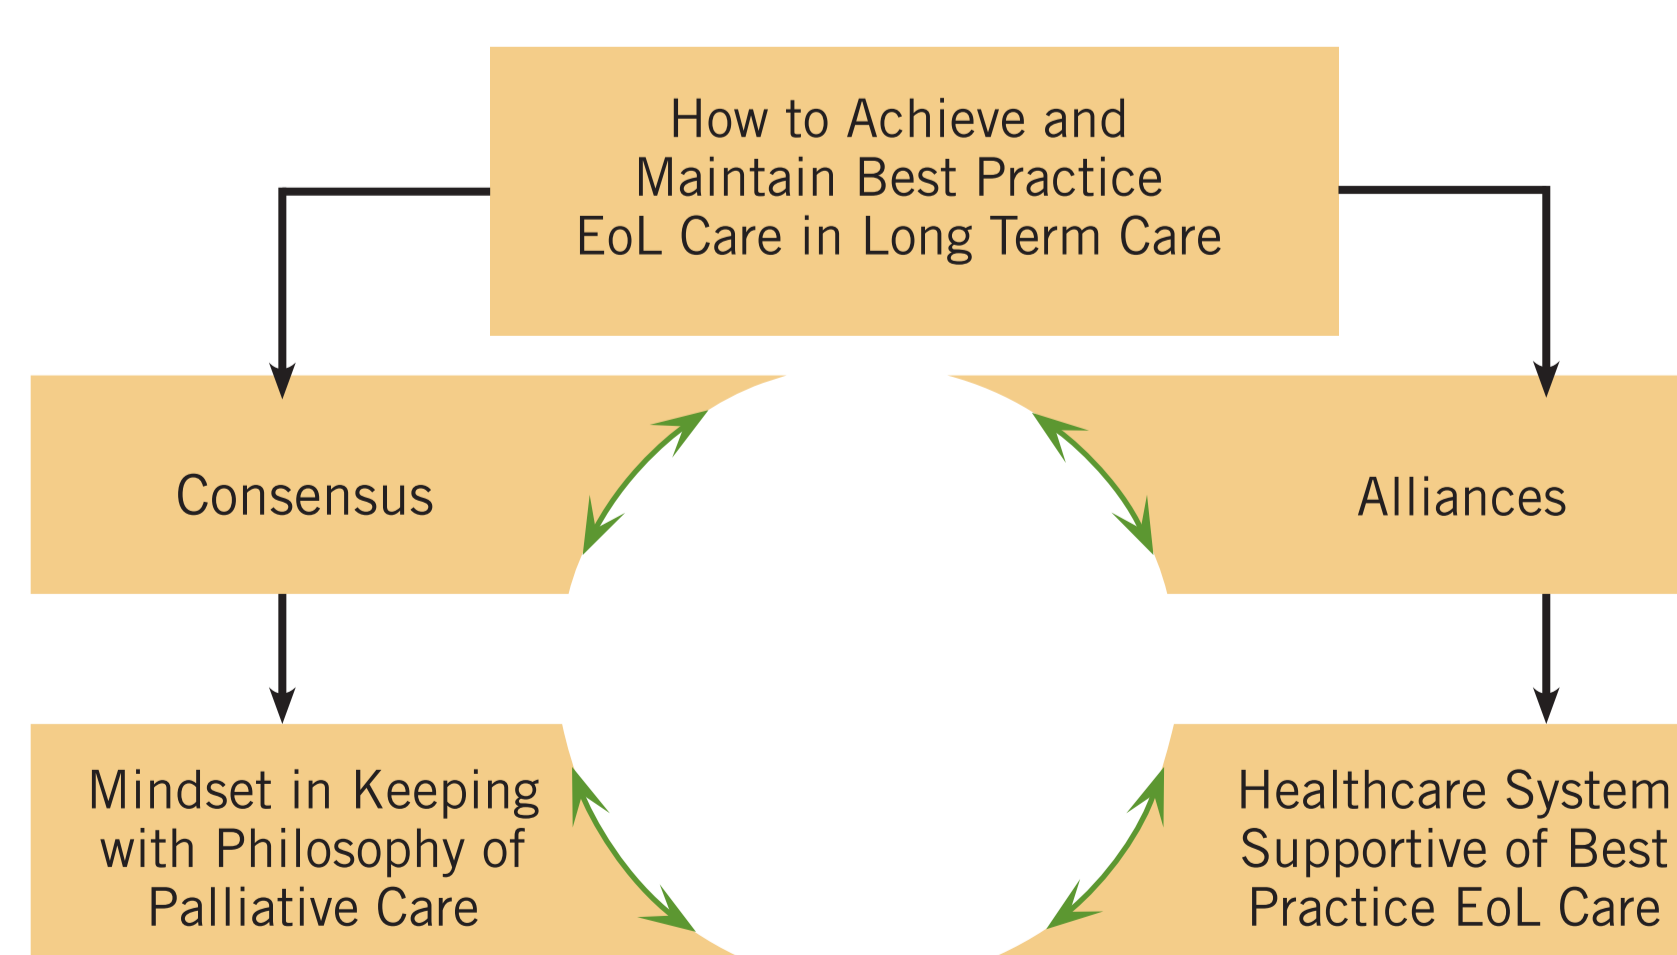 How to Achieve and
Maintain Best Practice
EoL Care in Long Term Care
Consensus
Alliances
Mindset in Keeping
with Philosophy of
Palliative Care
Healthcare System
Supportive of Best
Practice EoL Care